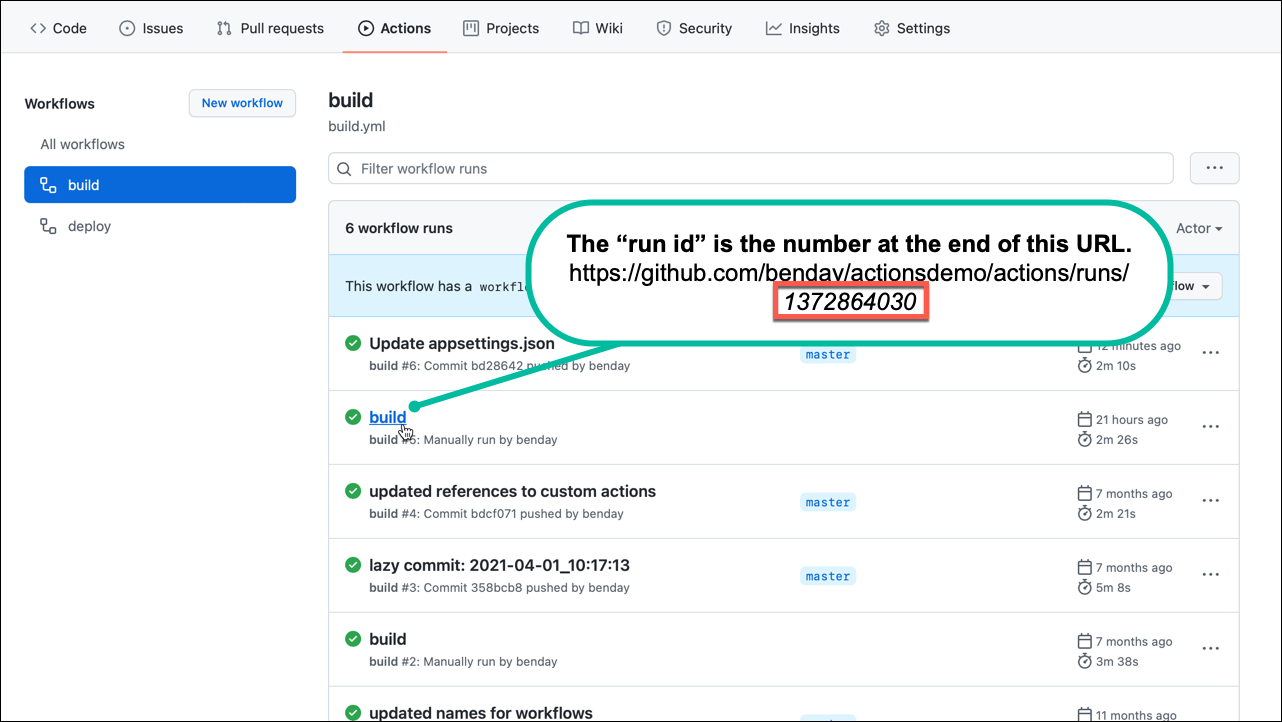 Code Issues Pull requests Actions Projects Wiki Security Insights Settings
Workflows
New workflow
All workflows
build
deploy
build
build.yml
Filter workflow runs
6 workflow runs
Actor
This workflow has a
The “run id” is the number at the end of this URL.
https://github.com/benday/actionsdemo/actions/runs/
1372864030
Update appsettings.json
build #6: Commit bd28642 pushed by benday
master
12 minutes ago
2m 10s
build
build #5: Manually run by benday
21 hours ago
2m 26s
updated references to custom actions
build #4: Commit bdcf071 pushed by benday
master
7 months ago
2m 21s
lazy commit: 2021-04-01_10:17:13
build #3: Commit 358bcb8 pushed by benday
master
7 months ago
5m 8s
build
build #2: Manually run by benday
7 months ago
3m 38s
updated names for workflows
11 months ago